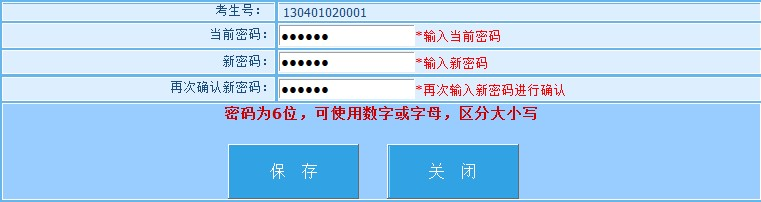 考生号： 130401020001
当前密码： ●●●●●● *输入当前密码
新密码： ●●●●●● *输入新密码
再次确认新密码： ●●●●●● *再次输入新密码进行确认
密码为6位，可使用数字或字母，区分大小写
保 存 关 闭